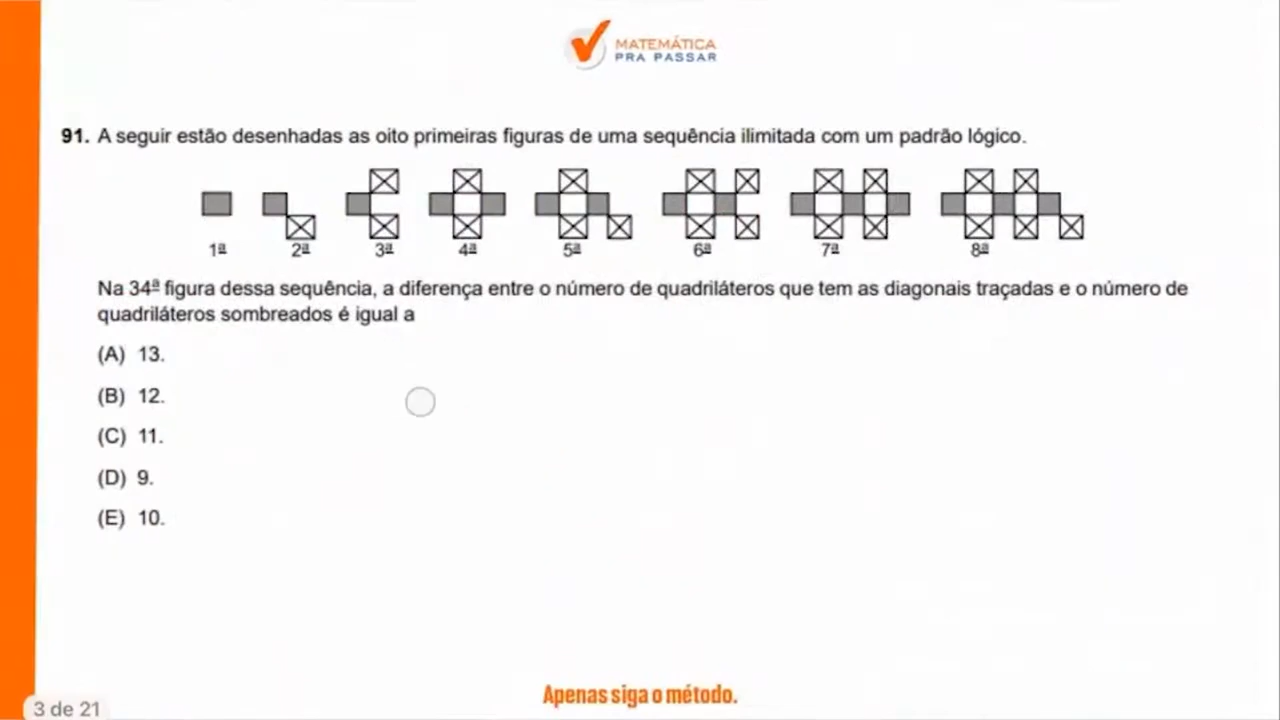 MATEMÁTICA
PRA PASSAR
91. A seguir estão desenhadas as oito primeiras figuras de uma sequência ilimitada com um padrão lógico.
1ª 2ª 3ª 4ª 5ª 6ª 7ª 8ª
Na 34ª figura dessa sequência, a diferença entre o número de quadriláteros que tem as diagonais traçadas e o número de
quadriláteros sombreados é igual a
(A) 13.
(B) 12.
(C) 11.
(D) 9.
(E) 10.
Apenas siga o método.
3 de 21